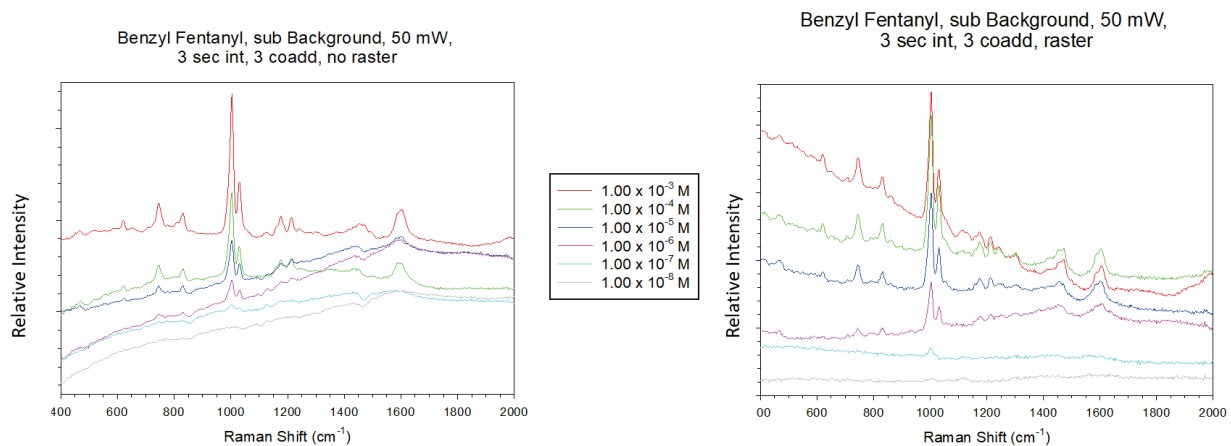 Benzyl Fentanyl, sub Background, 50 mW,
3 sec int, 3 coadd, no raster
Relative Intensity
400 600 800 1000 1200 1400 1600 1800 2000
Raman Shift (cm⁻¹)
1.00 x 10⁻³ M
1.00 x 10⁻⁴ M
1.00 x 10⁻⁵ M
1.00 x 10⁻⁶ M
1.00 x 10⁻⁷ M
1.00 x 10⁻⁸ M
Benzyl Fentanyl, sub Background, 50 mW,
3 sec int, 3 coadd, raster
Relative Intensity
00 600 800 1000 1200 1400 1600 1800 2000
Raman Shift (cm⁻¹)